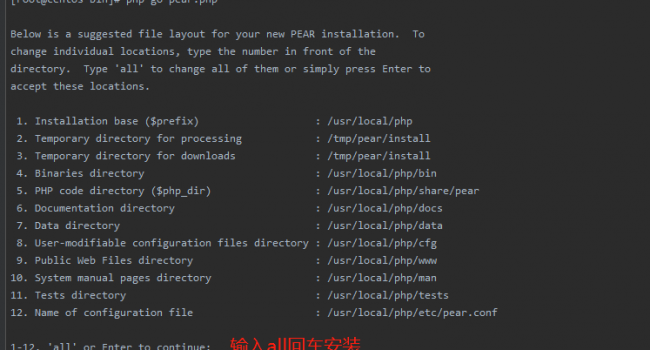 [root@centos bin]# php go-pear.php
Below is a suggested file layout for your new PEAR installation.  To
change individual locations, type the number in front of the
directory.  Type 'all' to change all of them or simply press Enter to
accept these locations.
1. Installation base ($prefix) : /usr/local/php
2. Temporary directory for processing : /tmp/pear/install
3. Temporary directory for downloads : /tmp/pear/install
4. Binaries directory : /usr/local/php/bin
5. PHP code directory ($php_dir) : /usr/local/php/share/pear
6. Documentation directory : /usr/local/php/docs
7. Data directory : /usr/local/php/data
8. User-modifiable configuration files directory : /usr/local/php/cfg
9. Public Web Files directory : /usr/local/php/www
10. System manual pages directory : /usr/local/php/man
11. Tests directory : /usr/local/php/tests
12. Name of configuration file : /usr/local/php/etc/pear.conf
1-12, 'all' or Enter to continue: 输入all回车安装